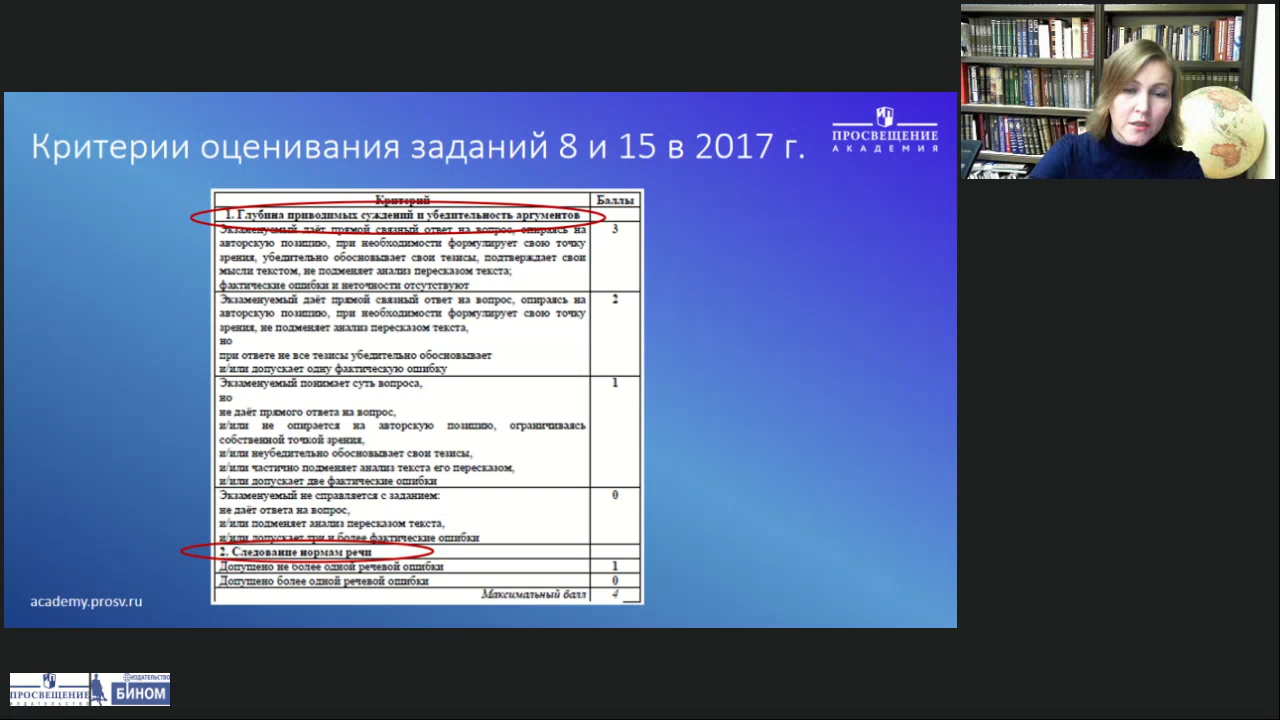 Критерии оценивания заданий 8 и 15 в 2017 г.
ПРОСВЕЩЕНИЕ
АКАДЕМИЯ
Критерий Баллы
1. Глубина приводимых суждений и убедительность аргументов
Экзаменуемый даёт прямой связный ответ на вопрос, опираясь на 3
авторскую позицию, при необходимости формулирует свою точку
зрения, убедительно обосновывает свои тезисы, подтверждает свои
мысли текстом, не подменяет анализ пересказом текста;
фактические ошибки и неточности отсутствуют
Экзаменуемый даёт прямой связный ответ на вопрос, опираясь на 2
авторскую позицию, при необходимости формулирует свою точку
зрения, не подменяет анализ пересказом текста,
но
при ответе не все тезисы убедительно обосновывает
и/или допускает одну фактическую ошибку
Экзаменуемый понимает суть вопроса, 1
но
не даёт прямого ответа на вопрос,
и/или не опирается на авторскую позицию, ограничиваясь
собственной точкой зрения,
и/или неубедительно обосновывает свои тезисы,
и/или частично подменяет анализ текста его пересказом,
и/или допускает две фактические ошибки
Экзаменуемый не справляется с заданием: 0
не даёт ответа на вопрос,
и/или подменяет анализ пересказом текста,
и/или допускает три и более фактические ошибки
2. Следование нормам речи
Допущено не более одной речевой ошибки 1
Допущено более одной речевой ошибки 0
Максимальный балл 4
academy.prosv.ru
ПРОСВЕЩЕНИЕ
ИЗДАТЕЛЬСТВО
ИЗДАТЕЛЬСТВО
БИНОМ